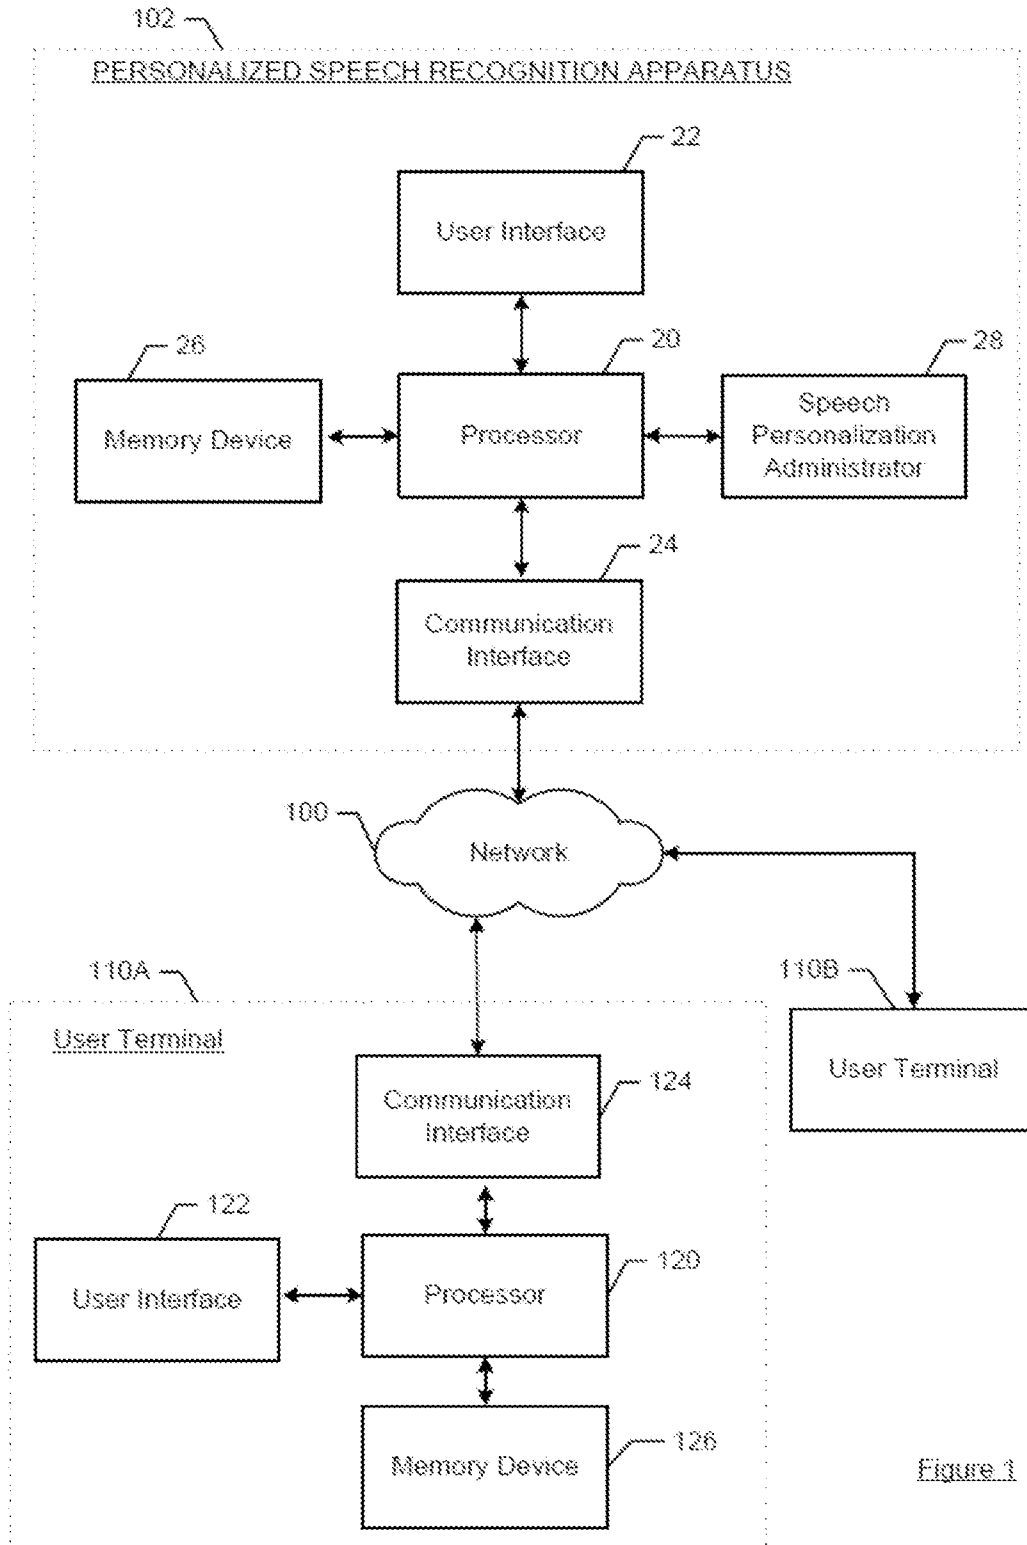 102
PERSONALIZED SPEECH RECOGNITION APPARATUS
22
User Interface
26
20
28
Memory Device
Processor
Speech
Personalization
Administrator
24
Communication
Interface
100
Network
110A
110B
User Terminal
User Terminal
124
Communication
Interface
122
120
User Interface
Processor
126
Memory Device
Figure 1